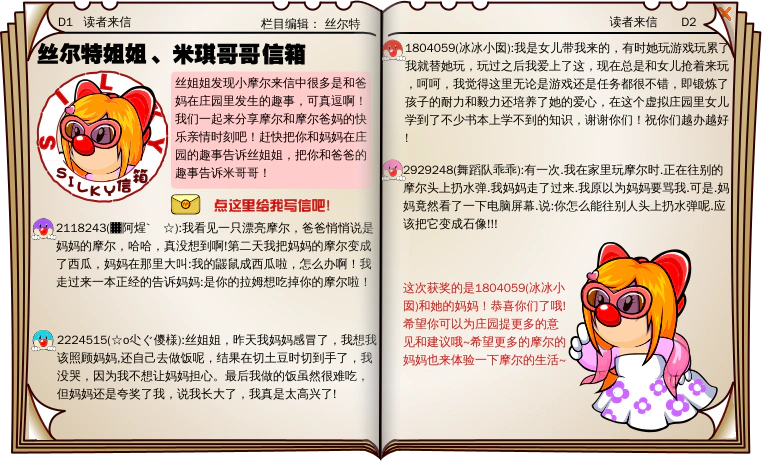 D1 读者来信 栏目编辑： 丝尔特
丝尔特姐姐、米琪哥哥信箱
SILKY
SILKY信箱
丝姐姐发现小摩尔来信中很多是和爸
妈在庄园里发生的趣事，可真逗啊！
我们一起来分享摩尔和摩尔爸妈的快
乐亲情时刻吧！赶快把你和妈妈在庄
园的趣事告诉丝姐姐，把你和爸爸的
趣事告诉米哥哥！
点这里给我写信吧！
2118243(阿煋` ☆):我看见一只漂亮摩尔，爸爸悄悄说是
妈妈的摩尔，哈哈，真没想到啊!第二天我把妈妈的摩尔变成
了西瓜，妈妈在那里大叫:我的鼹鼠成西瓜啦，怎么办啊！我
走过来一本正经的告诉妈妈:是你的拉姆想吃掉你的摩尔啦！
2224515(☆o尐ぐ儍様):丝姐姐，昨天我妈妈感冒了，我想我
该照顾妈妈,还自己去做饭呢，结果在切土豆时切到手了，我
没哭，因为我不想让妈妈担心。最后我做的饭虽然很难吃，
但妈妈还是夸奖了我，说我长大了，我真是太高兴了!
读者来信 D2
1804059(冰冰小囡):我是女儿带我来的，有时她玩游戏玩累了
我就替她玩，玩过之后我爱上了这，现在总是和女儿抢着来玩
，呵呵，我觉得这里无论是游戏还是任务都很不错，即锻炼了
孩子的耐力和毅力还培养了她的爱心，在这个虚拟庄园里女儿
学到了不少书本上学不到的知识，谢谢你们！祝你们越办越好
!
2929248(舞蹈队乖乖):有一次.我在家里玩摩尔时.正在往别的
摩尔头上扔水弹.我妈妈走了过来.我原以为妈妈要骂我.可是.妈
妈竟然看了一下电脑屏幕.说:你怎么能往别人头上扔水弹呢.应
该把它变成石像!!!
这次获奖的是1804059(冰冰小
囡)和她的妈妈！恭喜你们了哦!
希望你可以为庄园提更多的意
见和建议哦~希望更多的摩尔的
妈妈也来体验一下摩尔的生活~